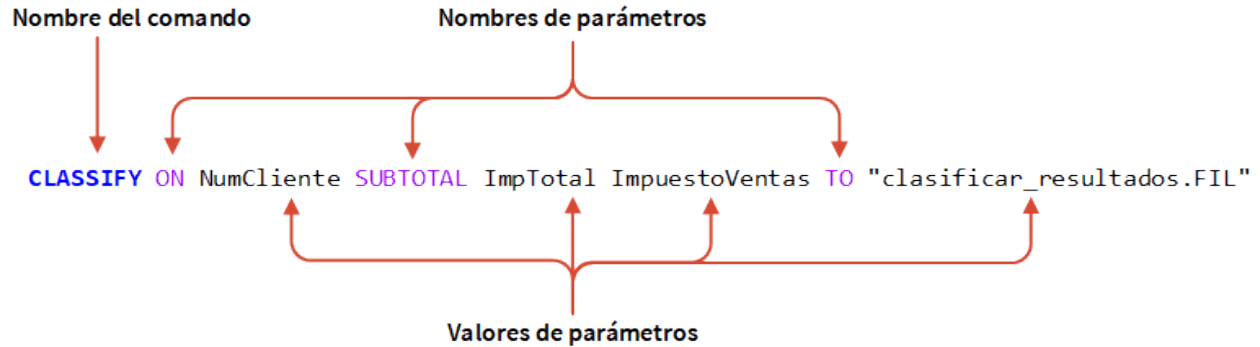 Nombre del comando
Nombres de parámetros
CLASSIFY ON NumCliente SUBTOTAL ImpTotal ImpuestoVentas TO "clasificar_resultados.FIL"
Valores de parámetros